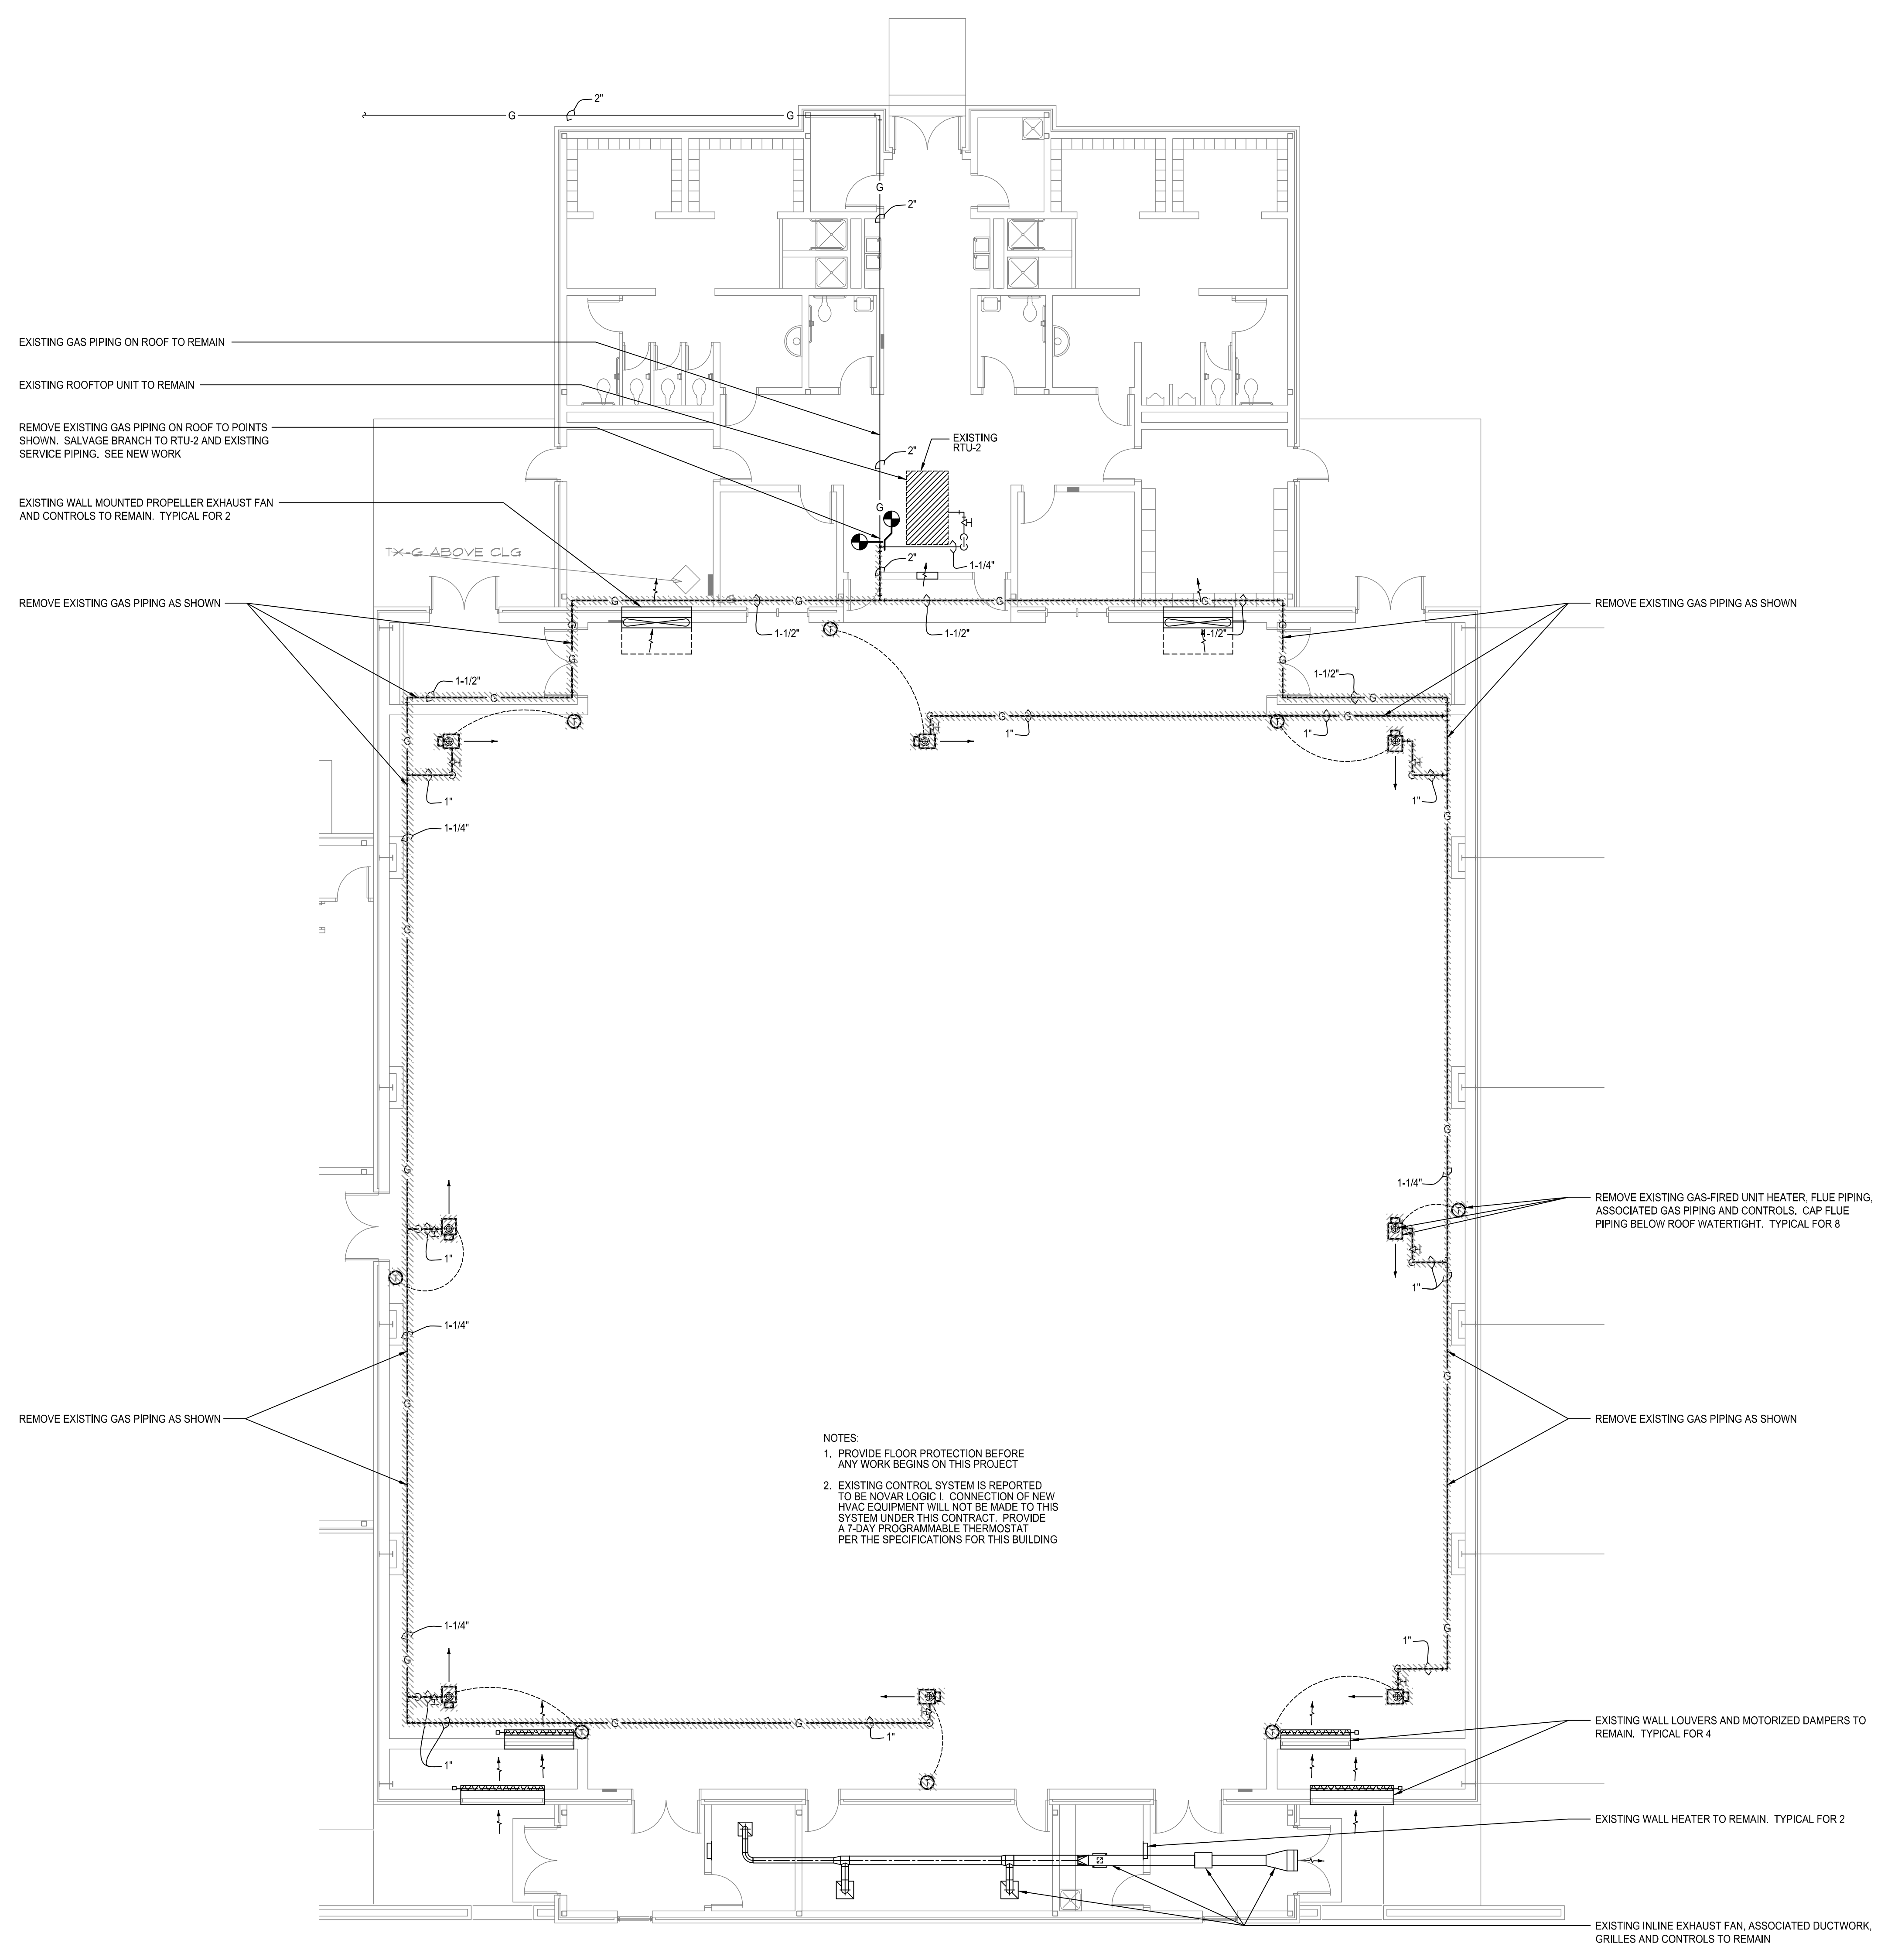 2"
G
G
G
2"
EXISTING GAS PIPING ON ROOF TO REMAIN
EXISTING ROOFTOP UNIT TO REMAIN
REMOVE EXISTING GAS PIPING ON ROOF TO POINTS
SHOWN. SALVAGE BRANCH TO RTU-2 AND EXISTING
SERVICE PIPING. SEE NEW WORK
EXISTING
RTU-2
2"
G
EXISTING WALL MOUNTED PROPELLER EXHAUST FAN
AND CONTROLS TO REMAIN. TYPICAL FOR 2
TX-G ABOVE CLG
2"
1-1/4"
REMOVE EXISTING GAS PIPING AS SHOWN
G
G
G
G
REMOVE EXISTING GAS PIPING AS SHOWN
G
1-1/2"
1-1/2"
1-1/2"
T
G
G
G
1-1/2"
G
1-1/2"
G
T
G
1"
T
1"
G
G
1"
1"
G
1-1/4"
G
G
G
1-1/4"
REMOVE EXISTING GAS-FIRED UNIT HEATER, FLUE PIPING,
ASSOCIATED GAS PIPING AND CONTROLS. CAP FLUE
PIPING BELOW ROOF WATERTIGHT. TYPICAL FOR 8
T
1"
T
1"
1-1/4"
G
G
REMOVE EXISTING GAS PIPING AS SHOWN
REMOVE EXISTING GAS PIPING AS SHOWN
NOTES:
1. PROVIDE FLOOR PROTECTION BEFORE
ANY WORK BEGINS ON THIS PROJECT
2. EXISTING CONTROL SYSTEM IS REPORTED
TO BE NOVAR LOGIC I. CONNECTION OF NEW
HVAC EQUIPMENT WILL NOT BE MADE TO THIS
SYSTEM UNDER THIS CONTRACT. PROVIDE
A 7-DAY PROGRAMMABLE THERMOSTAT
PER THE SPECIFICATIONS FOR THIS BUILDING
1-1/4"
G
G
1"
G
G
1"
T
T
1"
EXISTING WALL LOUVERS AND MOTORIZED DAMPERS TO
REMAIN. TYPICAL FOR 4
T
EXISTING WALL HEATER TO REMAIN. TYPICAL FOR 2
EXISTING INLINE EXHAUST FAN, ASSOCIATED DUCTWORK,
GRILLES AND CONTROLS TO REMAIN